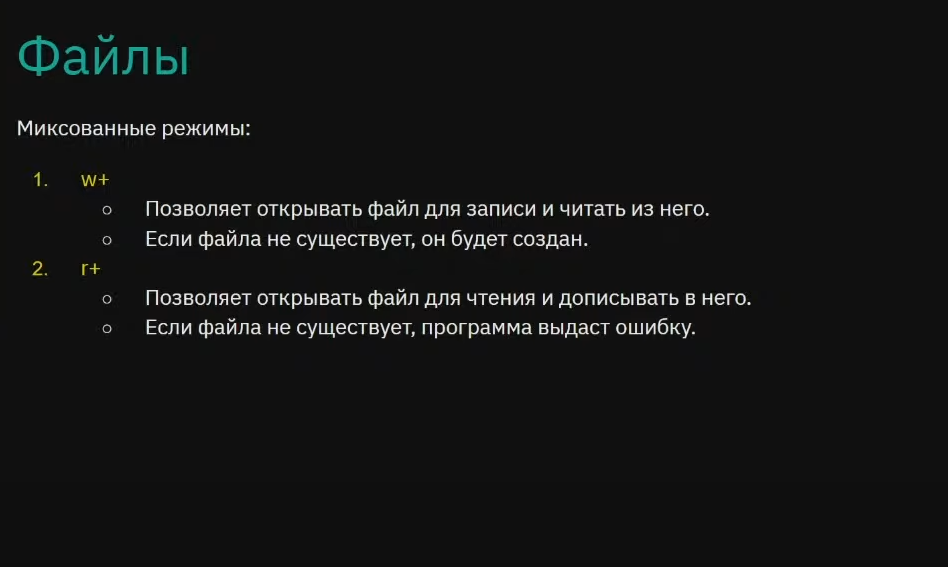 Файлы
Миксованные режимы:
1. w+
○ Позволяет открывать файл для записи и читать из него.
○ Если файла не существует, он будет создан.
2. r+
○ Позволяет открывать файл для чтения и дописывать в него.
○ Если файла не существует, программа выдаст ошибку.